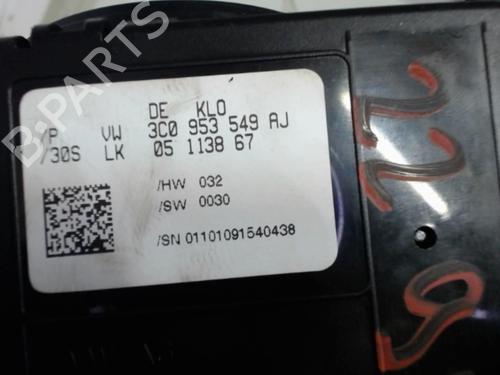 B-PARTS
DE KLO
/P VW 3C0 953 549 AJ
/30S LK 05 1138 67
/HW 032
/SW 0030
/SN 01101091540438
22